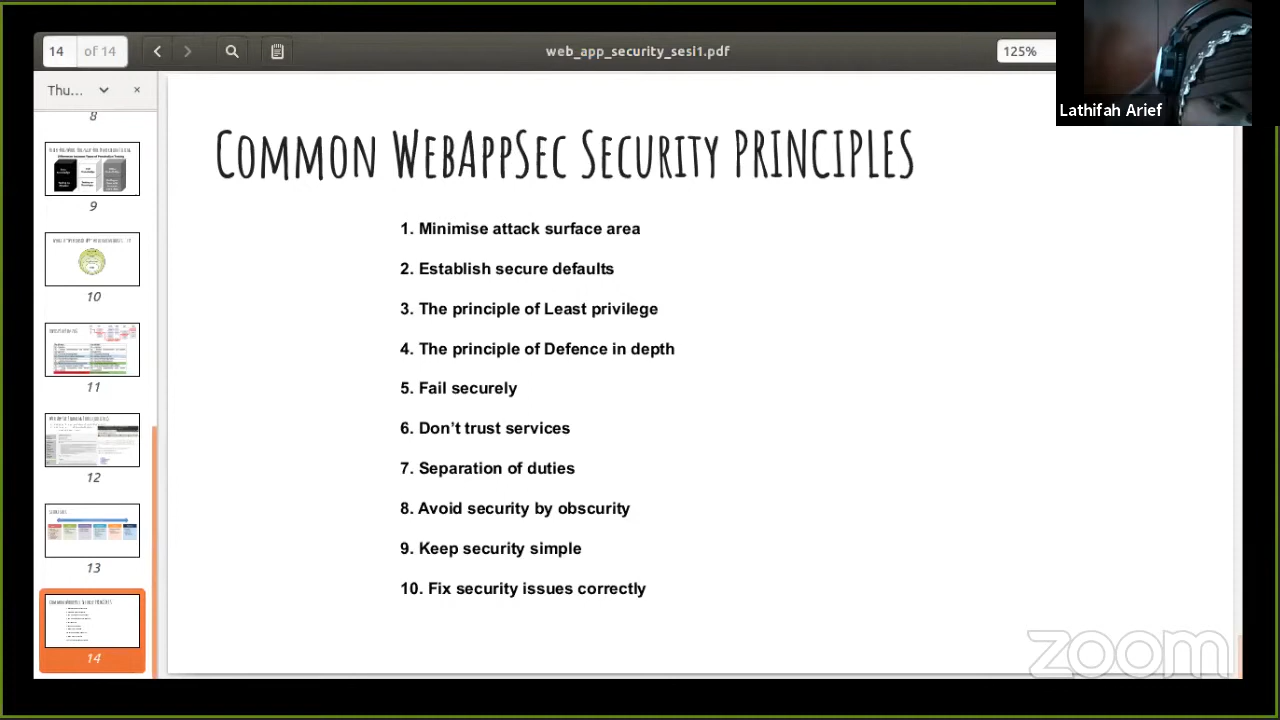 14 of 14
web_app_security_sesi1.pdf
125%
Lathifah Arief
Thu...
8
9
10
11
12
13
14
Common WebAppSec Security PRINCIPLES
1. Minimise attack surface area
2. Establish secure defaults
3. The principle of Least privilege
4. The principle of Defence in depth
5. Fail securely
6. Don’t trust services
7. Separation of duties
8. Avoid security by obscurity
9. Keep security simple
10. Fix security issues correctly
zoom